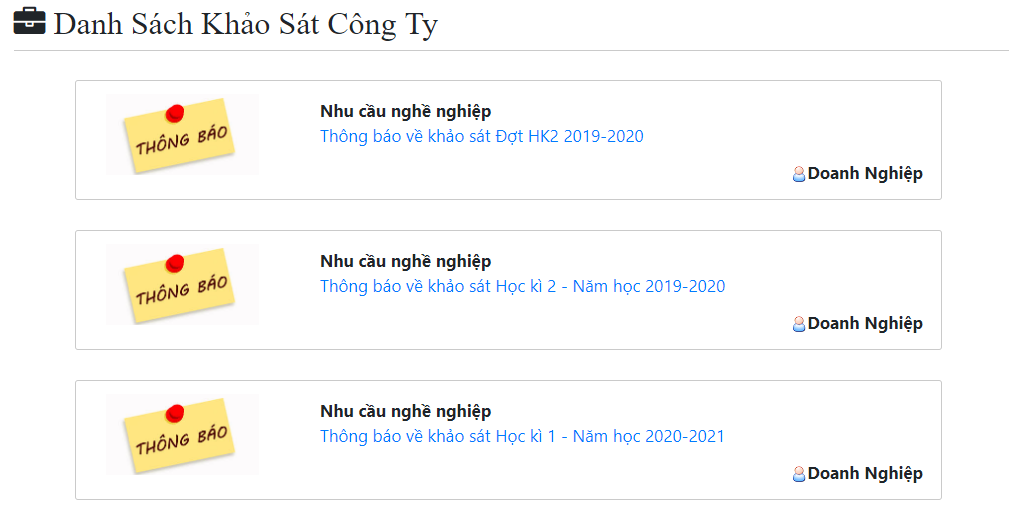 Danh Sách Khảo Sát Công Ty
THÔNG BÁO
Nhu cầu nghề nghiệp
Thông báo về khảo sát Đợt HK2 2019-2020
Doanh Nghiệp
THÔNG BÁO
Nhu cầu nghề nghiệp
Thông báo về khảo sát Học kì 2 - Năm học 2019-2020
Doanh Nghiệp
THÔNG BÁO
Nhu cầu nghề nghiệp
Thông báo về khảo sát Học kì 1 - Năm học 2020-2021
Doanh Nghiệp